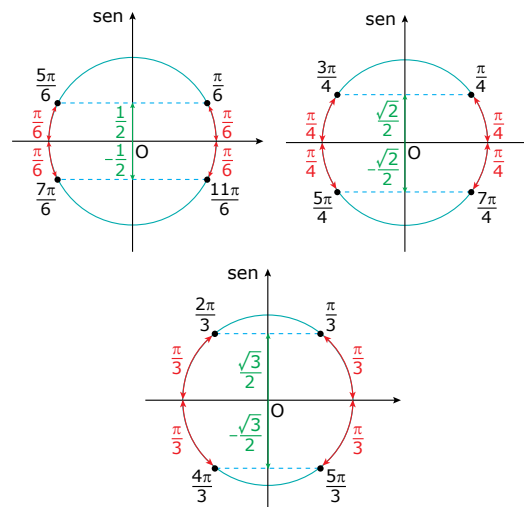 sen
5π/6 π/6
π/6 1/2 π/6
O
π/6 -1/2 π/6
7π/6 11π/6
sen
3π/4 π/4
π/4 √2/2 π/4
O
π/4 -√2/2 π/4
5π/4 7π/4
sen
2π/3 π/3
π/3 √3/2 π/3
O
π/3 -√3/2 π/3
4π/3 5π/3